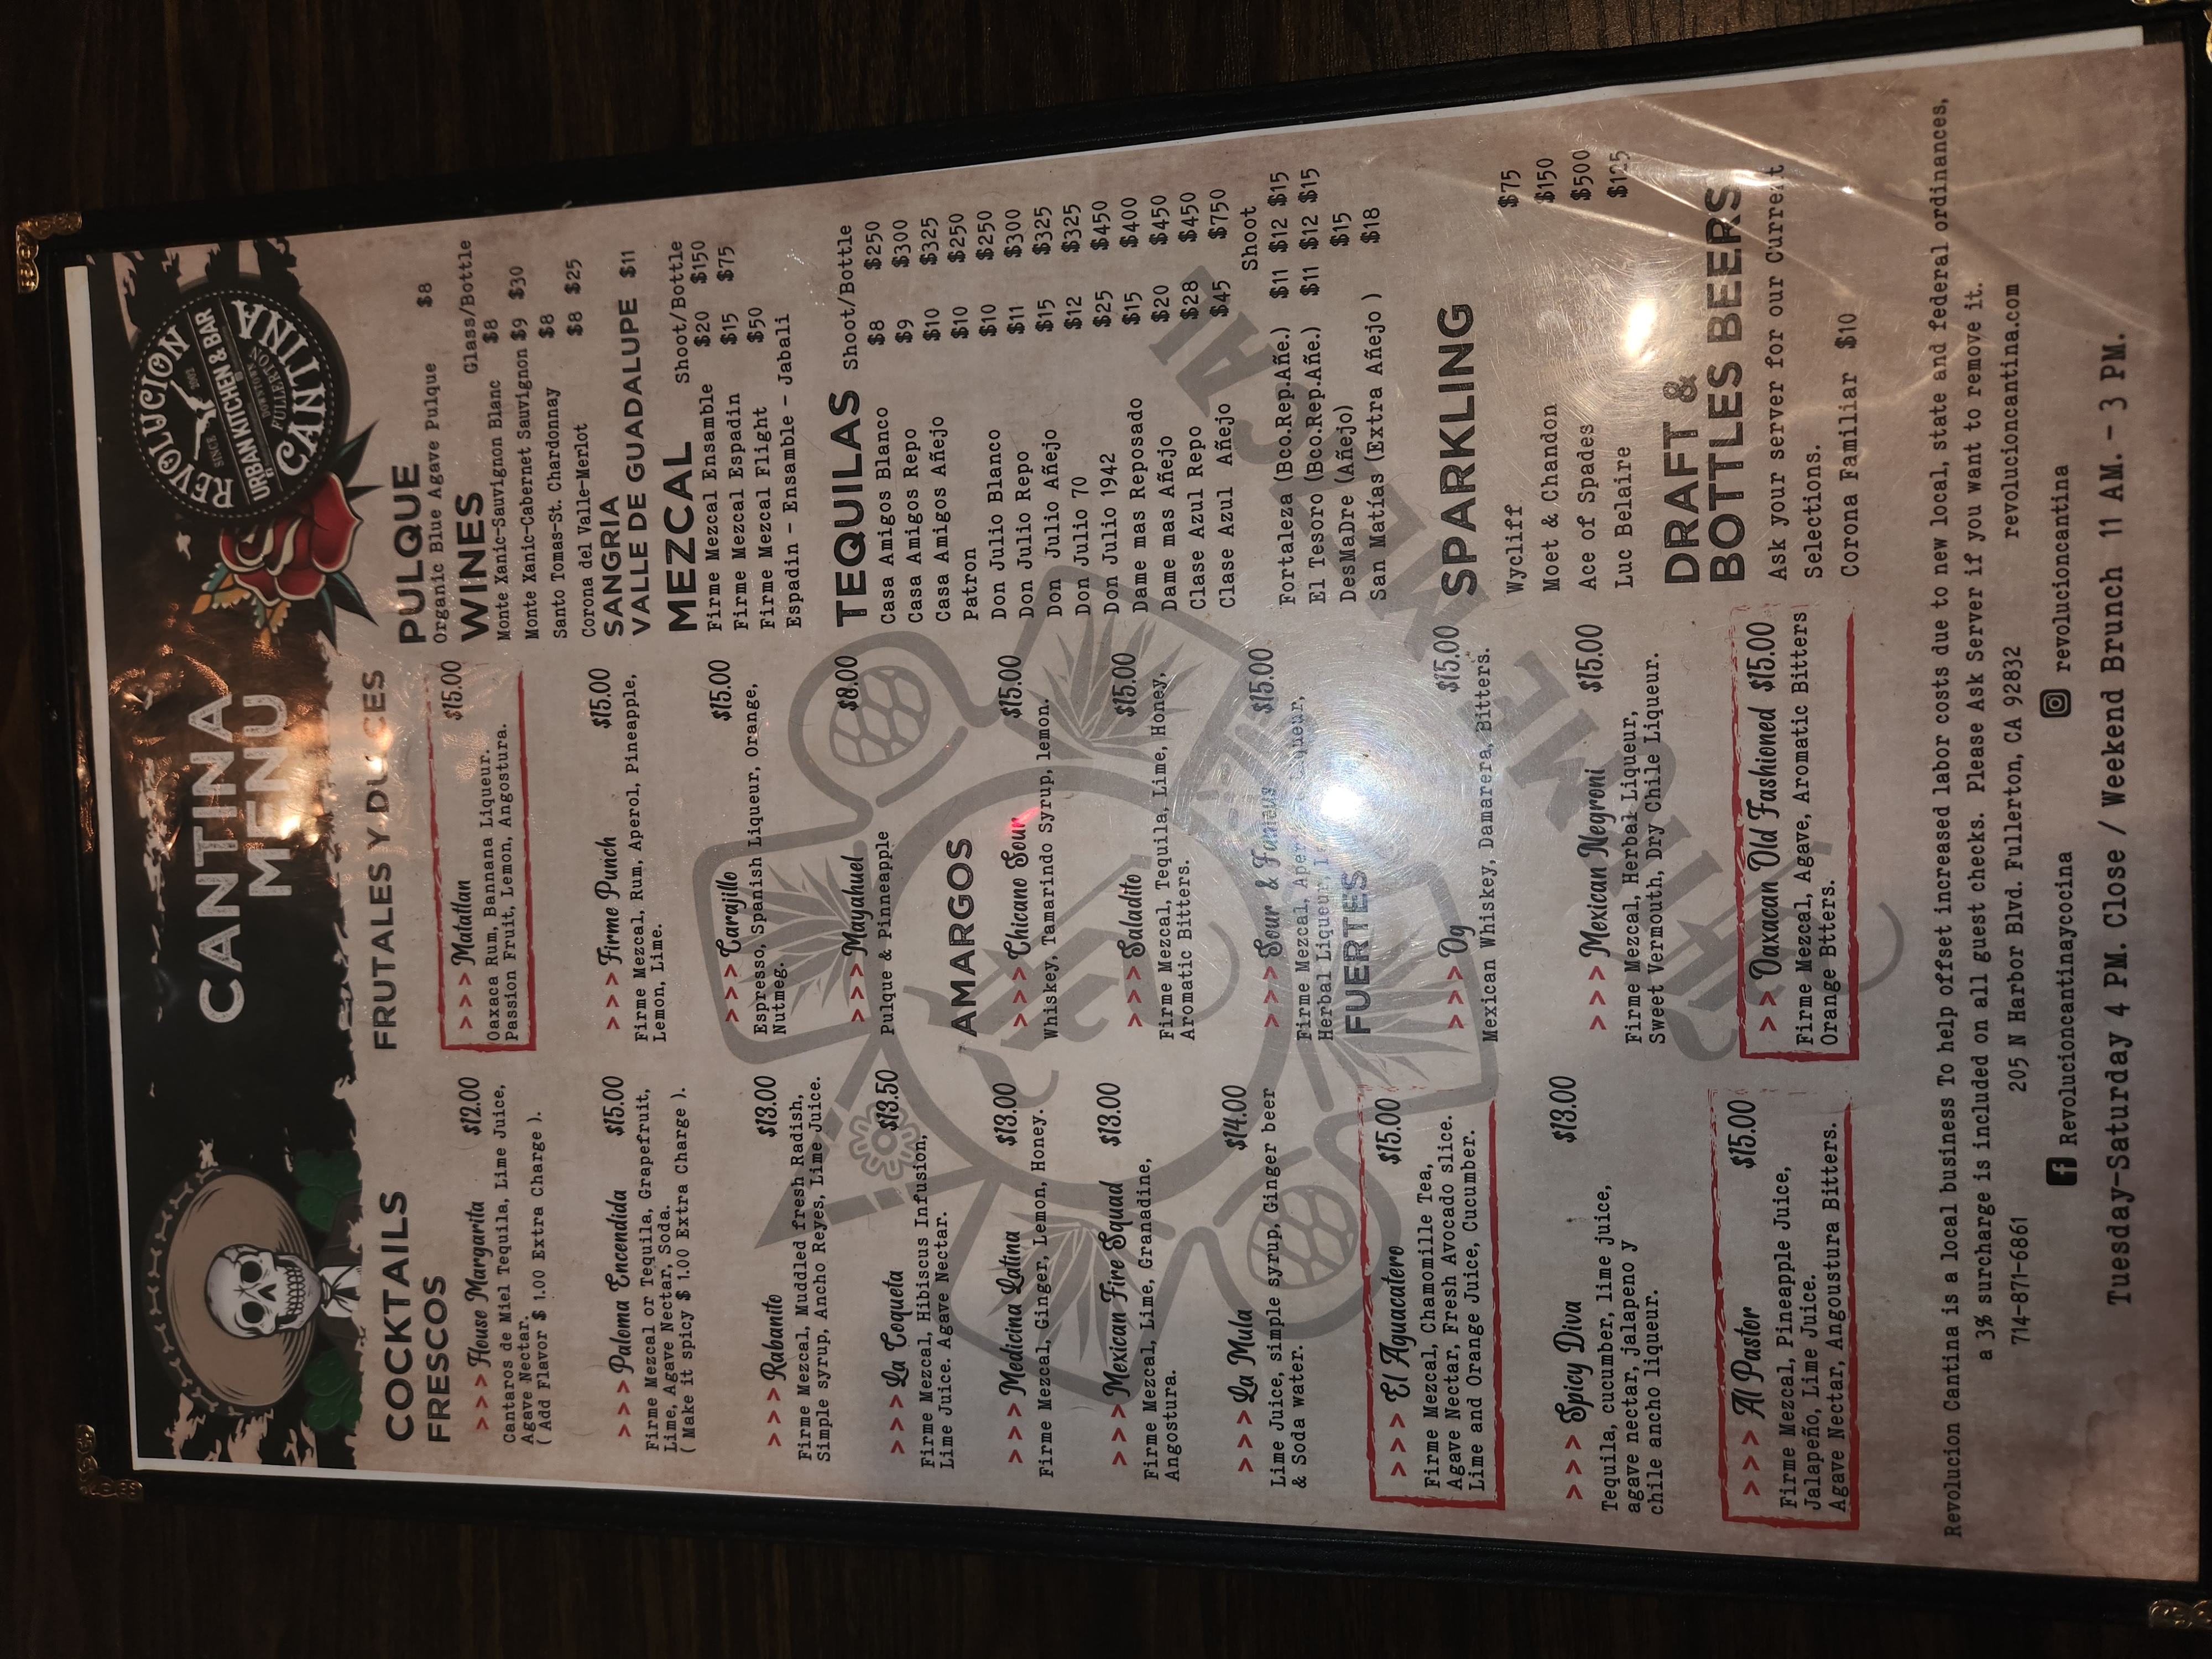 CANTINA
MENU
REVOLUCION
SINCE 2002
URBAN KITCHEN & BAR
DOWNTOWN
FULLERTON
CANTINA
COCKTAILS
FRESCOS
>>> House Margarita $12.00
Cantaros de Miel Tequila, Lime Juice,
Agave Nectar.
( Add Flavor $ 1.00 Extra Charge ).
>>> Paloma Encendida $15.00
Firme Mezcal or Tequila, Grapefruit,
Lime, Agave Nectar, Soda.
( Make it spicy $ 1.00 Extra Charge ).
>>> Rabanito $13.00
Firme Mezcal, Muddled fresh Radish,
Simple syrup, Ancho Reyes, Lime Juice.
>>> La Coqueta $13.50
Firme Mezcal, Hibiscus Infusion,
Lime Juice. Agave Nectar.
>>> Medicina Latina $13.00
Firme Mezcal, Ginger, Lemon, Honey.
>>> Mexican Fire Squad $13.00
Firme Mezcal, Lime, Granadine,
Angostura.
>>> La Mula $14.00
Lime Juice, simple syrup, Ginger beer
& Soda water.
>>> El Aguacatero $15.00
Firme Mezcal, Chamomille Tea,
Agave Nectar, Fresh Avocado slice.
Lime and Orange Juice, Cucumber.
>>> Spicy Diva $13.00
Tequila, cucumber, lime juice,
agave nectar, jalapeno y
chile ancho liqueur.
>>> Al Pastor $15.00
Firme Mezcal, Pineapple Juice,
Jalapeño, Lime Juice.
Agave Nectar, Angoustura Bitters.
FRUTALES Y DULCES
>>> Matatlan $15.00
Oaxaca Rum, Bannana Liqueur.
Passion Fruit, Lemon, Angostura.
>>> Firme Punch $15.00
Firme Mezcal, Rum, Aperol, Pineapple,
Lemon, Lime.
>>> Carajillo $15.00
Espresso, Spanish Liqueur, Orange,
Nutmeg.
>>> Mayahuel $8.00
Pulque & Pinneapple
AMARGOS
>>> Chicano Sour $15.00
Whiskey, Tamarindo Syrup, lemon.
>>> Saladito $15.00
Firme Mezcal, Tequila, Lime, Honey,
Aromatic Bitters.
>>> Sour & Famous $15.00
Firme Mezcal, Liqueur,
Herbal Liqueur,
FUERTES
>>> Og $15.00
Mexican Whiskey, Damarera, Bitters.
>>> Mexican Negroni $15.00
Firme Mezcal, Herbal Liqueur,
Sweet Vermouth, Dry Chile Liqueur.
>> Oaxacan Old Fashioned $15.00
Firme Mezcal, Agave, Aromatic Bitters
Orange Btters.
PULQUE
Organic Blue Agave Pulque $8
WINES Glass/Bottle
Monte Xanic-Sauvignon Blanc $8
Monte Xanic-Cabernet Sauvignon $9 $30
Santo Tomas-St. Chardonnay $8
Corona del Valle-Merlot $8 $25
SANGRIA
VALLE DE GUADALUPE $11
MEZCAL Shoot/Bottle
Firme Mezcal Ensamble $20 $150
Firme Mezcal Espadin $15 $75
Firme Mezcal Flight $50
Espadin - Ensamble - Jabali
TEQUILAS Shoot/Bottle
Casa Amigos Blanco $8 $250
Casa Amigos Repo $9 $300
Casa Amigos Añejo $10 $325
Patron $10 $250
Don Julio Blanco $10 $250
Don Julio Repo $11 $300
Don Julio Añejo $15 $325
Don Julio 70 $12 $325
Don Julio 1942 $25 $450
Dame mas Reposado $15 $400
Dame mas Añejo $20 $450
Clase Azul Repo $28 $450
Clase Azul Añejo $45 $750
Shoot
Fortaleza (Bco.Rep.Añe.) $11 $12 $15
El Tesoro (Bco.Rep.Añe.) $11 $12 $15
DesMaDre (Añejo) $15
San Matías (Extra Añejo ) $18
SPARKLING
Wycliff $75
Moet & Chandon $150
Ace of Spades $500
Luc Belaire $125
DRAFT &
BOTTLES BEERS
Ask your server for our Current
Selections.
Corona Familiar $10
Revolucion Cantina is a local business To help offset increased labor costs due to new local, state and federal ordinances,
a 3% surcharge is included on all guest checks. Please Ask Server if you want to remove it.
714-871-6861 205 N Harbor Blvd. Fullerton, CA 92832 revolucioncantina.com
Revolucioncantinaycocina revolucioncantina
Tuesday-Saturday 4 PM. Close / Weekend Brunch 11 AM. - 3 PM.